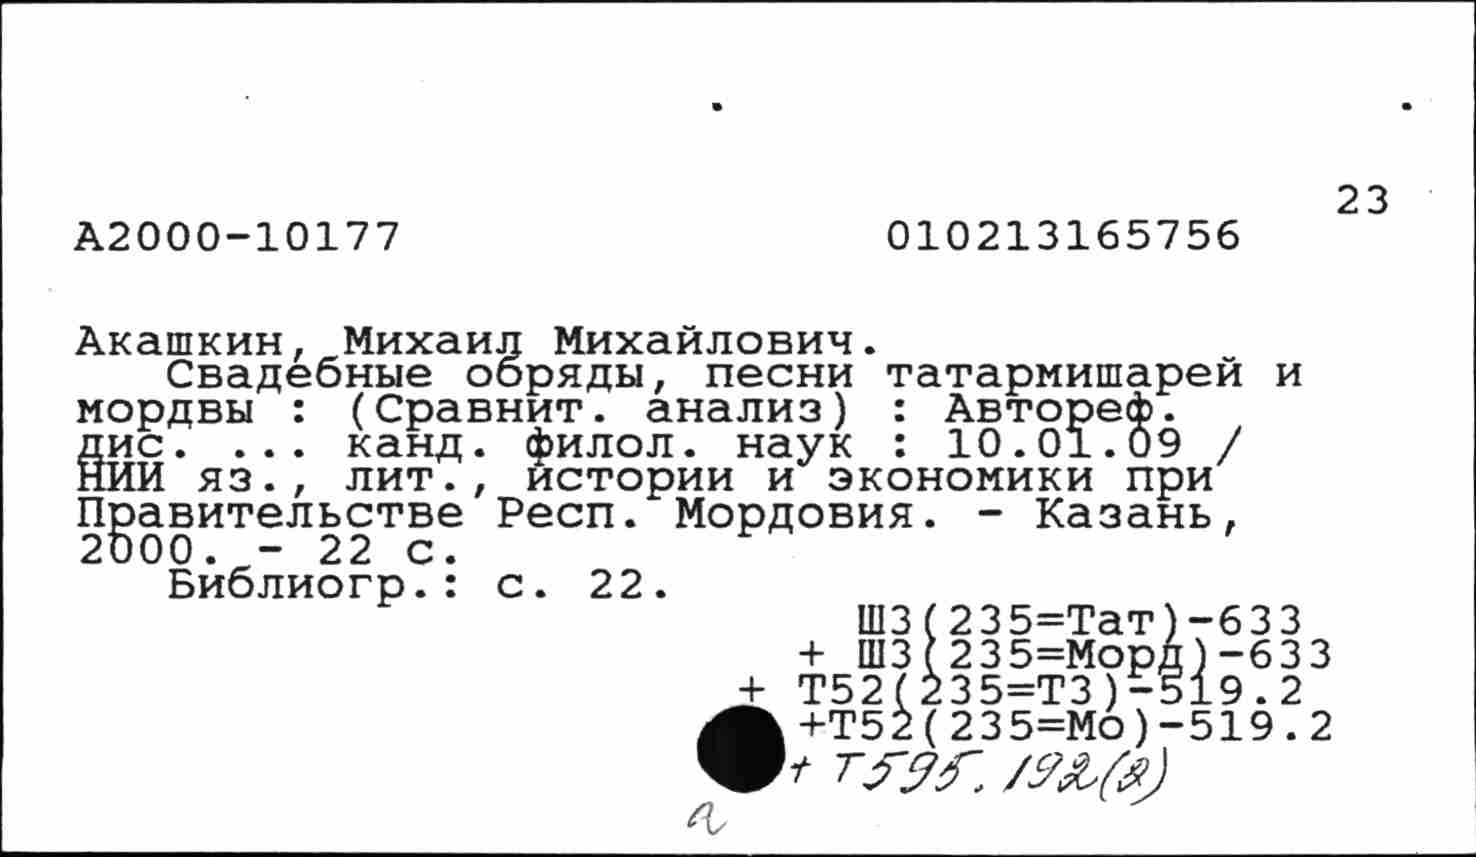 23
А2000-10177 010213165756
Акашкин, Михаил Михайлович.
Свадебные обряды, песни татармишарей и
мордвы : (Сравнит. анализ) : Автореф.
дис. ... канд. филол. наук : 10.01.09 /
НИИ яз., лит., истории и экономики при
Правительстве Респ. Мордовия. - Казань,
2000. - 22 с.
Библиогр.: с. 22.
Ш3(235=Тат)-633
+ Ш3(235=Морд)-633
+ Т52(235=Т3)-519.2
+Т52(235=Мо)-519.2
+ Т595.192(2)
а